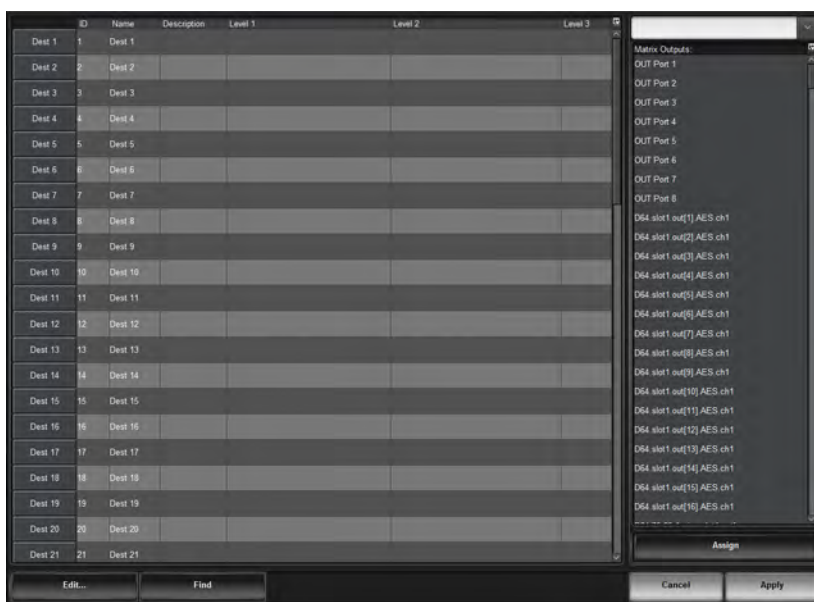 ID Name Description Level 1 Level 2 Level 3
Dest 1 1 Dest 1
Dest 2 2 Dest 2
Dest 3 3 Dest 3
Dest 4 4 Dest 4
Dest 5 5 Dest 5
Dest 6 6 Dest 6
Dest 7 7 Dest 7
Dest 8 8 Dest 8
Dest 9 9 Dest 9
Dest 10 10 Dest 10
Dest 11 11 Dest 11
Dest 12 12 Dest 12
Dest 13 13 Dest 13
Dest 14 14 Dest 14
Dest 15 15 Dest 15
Dest 16 16 Dest 16
Dest 17 17 Dest 17
Dest 18 18 Dest 18
Dest 19 19 Dest 19
Dest 20 20 Dest 20
Dest 21 21 Dest 21
Matrix Outputs:
OUT Port 1
OUT Port 2
OUT Port 3
OUT Port 4
OUT Port 5
OUT Port 6
OUT Port 7
OUT Port 8
D64.slot1.out[1].AES.ch1
D64.slot1.out[2].AES.ch1
D64.slot1.out[3].AES.ch1
D64.slot1.out[4].AES.ch1
D64.slot1.out[5].AES.ch1
D64.slot1.out[6].AES.ch1
D64.slot1.out[7].AES.ch1
D64.slot1.out[8].AES.ch1
D64.slot1.out[9].AES.ch1
D64.slot1.out[10].AES.ch1
D64.slot1.out[11].AES.ch1
D64.slot1.out[12].AES.ch1
D64.slot1.out[13].AES.ch1
D64.slot1.out[14].AES.ch1
D64.slot1.out[15].AES.ch1
D64.slot1.out[16].AES.ch1
Assign
Edit... Find Cancel Apply